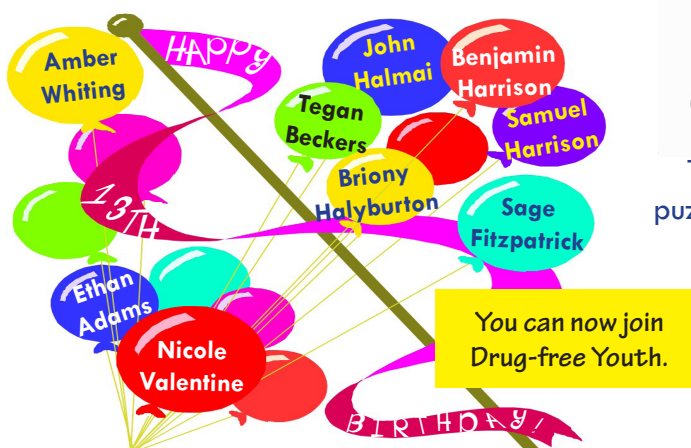 HAPPY
13TH
BIRTHDAY!
Amber
Whiting
John
Halmai
Benjamin
Harrison
Tegan
Beckers
Samuel
Harrison
Briony
Halyburton
Sage
Fitzpatrick
Ethan
Adams
Nicole
Valentine
You can now join
Drug-free Youth.